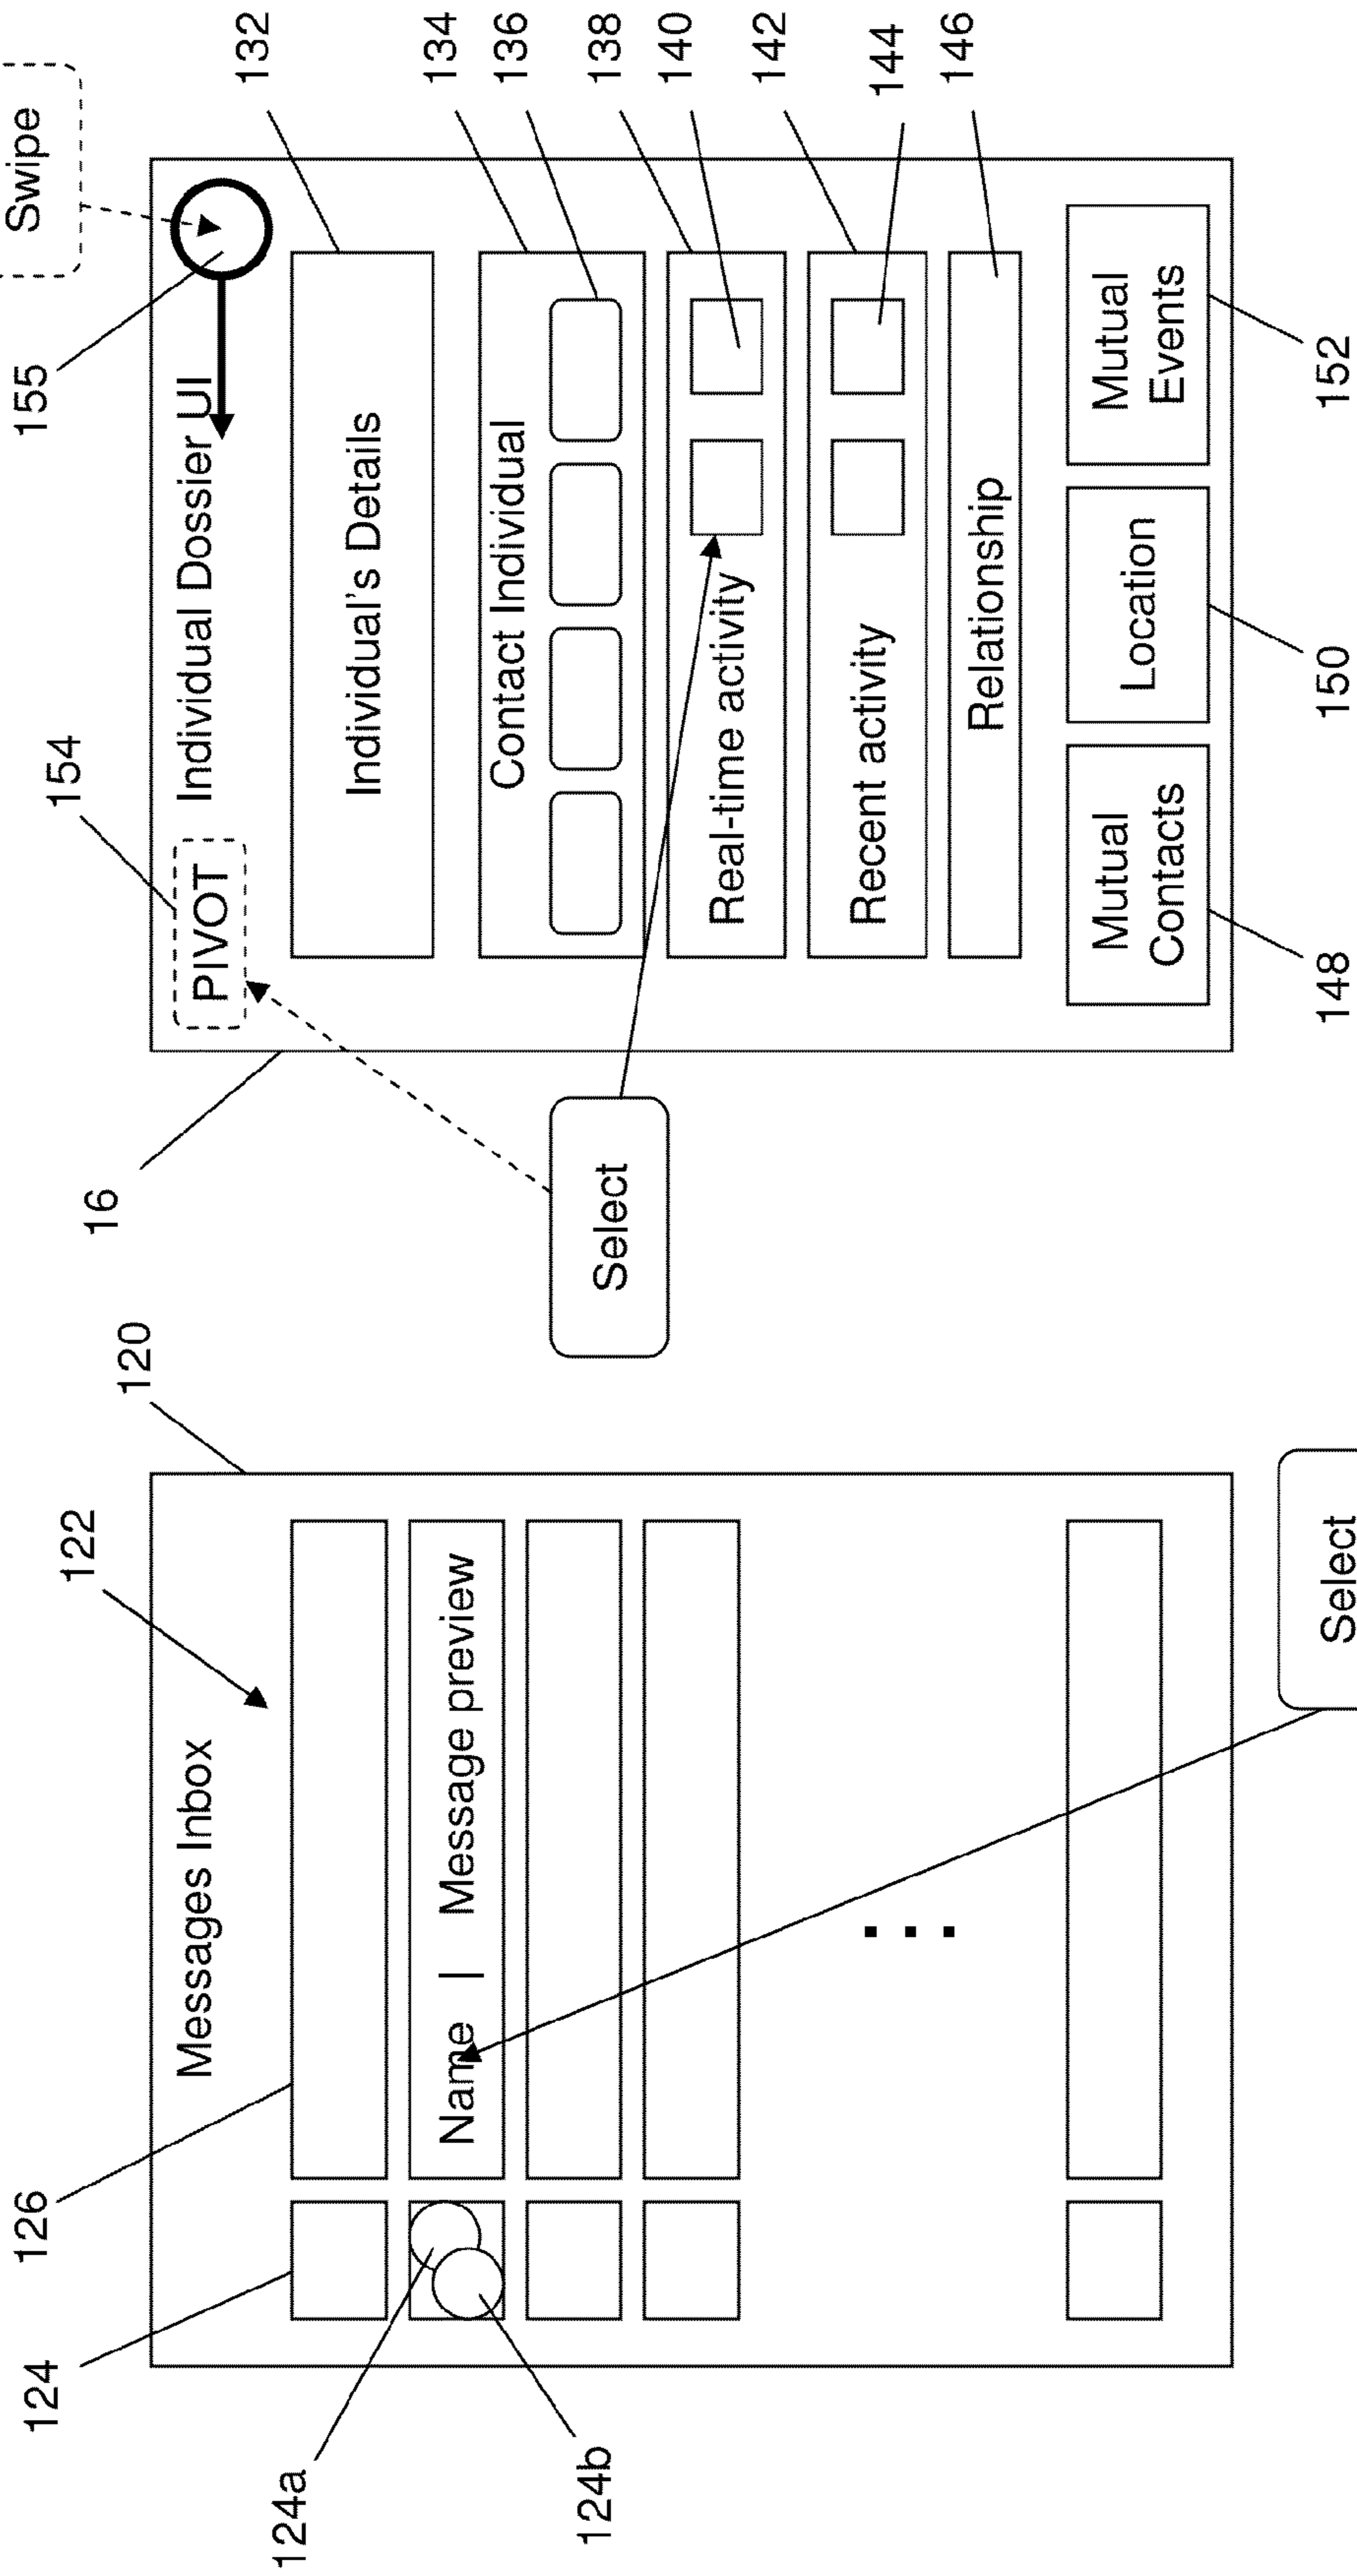 120
122
Messages Inbox
126
124
124a
124b
Name | Message preview
Select
16
154
155
Swipe
PIVOT
Individual Dossier UI
132
Individual's Details
134
Contact Individual
136
138
Real-time activity
140
142
Recent activity
144
146
Relationship
Select
Mutual
Contacts
Location
Mutual
Events
148
150
152